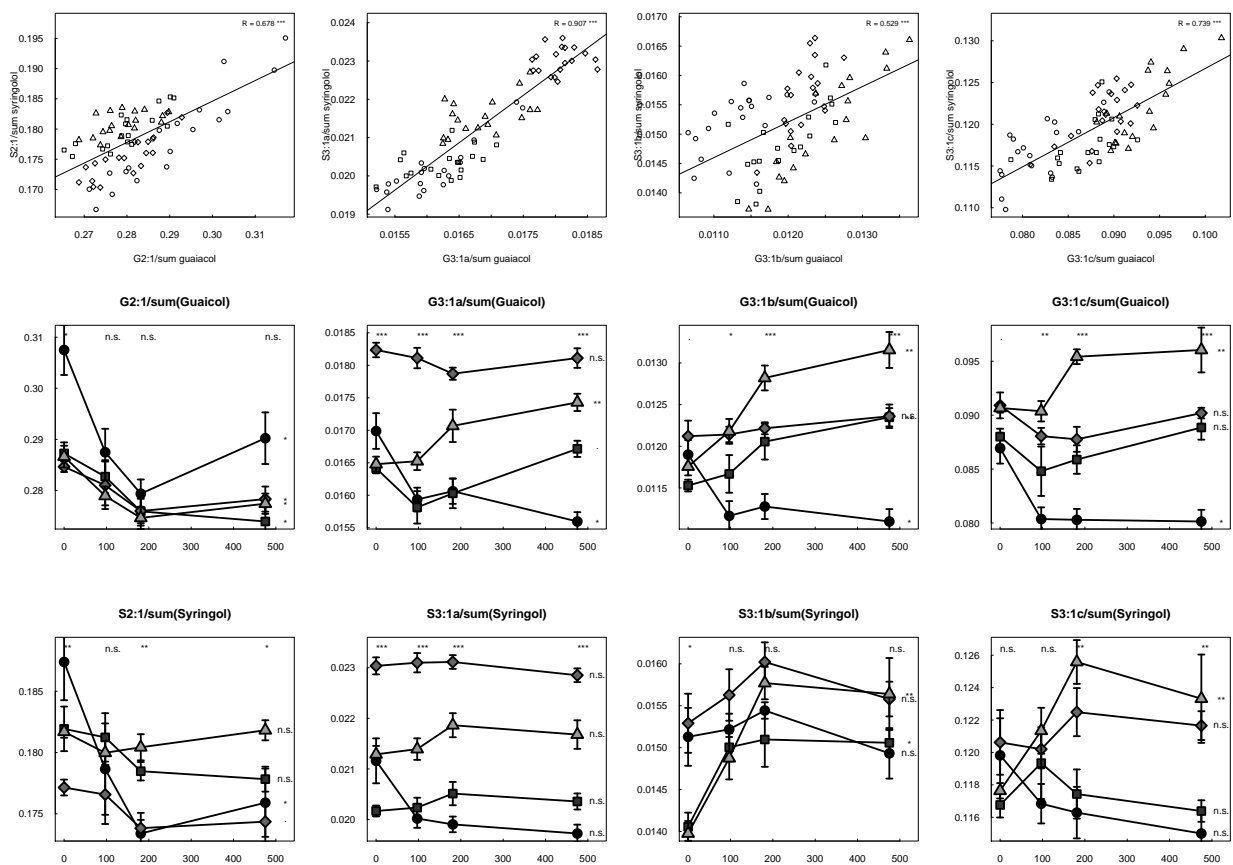 R = 0.678 ***
S2:1/sum syringolol
0.195
0.190
0.185
0.180
0.175
0.170
0.27 0.28 0.29 0.30 0.31
G2:1/sum guaiacol
R = 0.907 ***
S3:1a/sum syringolol
0.024
0.023
0.022
0.021
0.020
0.019
0.0155 0.0165 0.0175 0.0185
G3:1a/sum guaiacol
R = 0.529 ***
S3:1b/sum syringolol
0.0170
0.0165
0.0160
0.0155
0.0150
0.0145
0.0140
0.0110 0.0120 0.0130
G3:1b/sum guaiacol
R = 0.739 ***
S3:1c/sum syringolol
0.130
0.125
0.120
0.115
0.110
0.080 0.085 0.090 0.095 0.100
G3:1c/sum guaiacol
G2:1/sum(Guaicol)
* n.s. n.s. n.s.
0.31
0.30
0.29
0.28
*
*
*
*
0 100 200 300 400 500
G3:1a/sum(Guaicol)
*** *** *** ***
0.0185
0.0180
0.0175
0.0170
0.0165
0.0160
0.0155
n.s.
**
.
*
0 100 200 300 400 500
G3:1b/sum(Guaicol)
. * *** ***
0.0130
0.0125
0.0120
0.0115
**
n.s.
*
0 100 200 300 400 500
G3:1c/sum(Guaicol)
. ** *** ***
0.095
0.090
0.085
0.080
**
n.s.
n.s.
*
0 100 200 300 400 500
S2:1/sum(Syringol)
** n.s. ** *
0.185
0.180
0.175
n.s.
n.s.
*
.
0 100 200 300 400 500
S3:1a/sum(Syringol)
*** *** *** ***
0.023
0.022
0.021
0.020
n.s.
n.s.
n.s.
n.s.
0 100 200 300 400 500
S3:1b/sum(Syringol)
* n.s. n.s. n.s.
0.0160
0.0155
0.0150
0.0145
0.0140
**
n.s.
*
n.s.
0 100 200 300 400 500
S3:1c/sum(Syringol)
n.s. n.s. ** **
0.126
0.124
0.122
0.120
0.118
0.116
**
n.s.
n.s.
n.s.
0 100 200 300 400 500